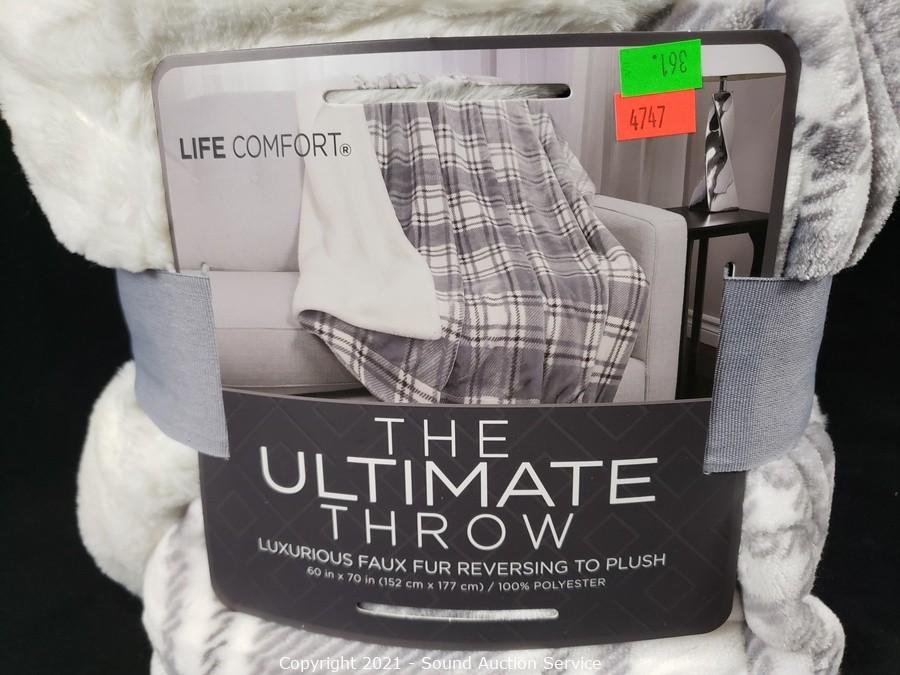 .361
4747
LIFE COMFORT®
THE
ULTIMATE
THROW
LUXURIOUS FAUX FUR REVERSING TO PLUSH
60 in x 70 in (152 cm x 177 cm) / 100% POLYESTER
Copyright 2021 - Sound Auction Service